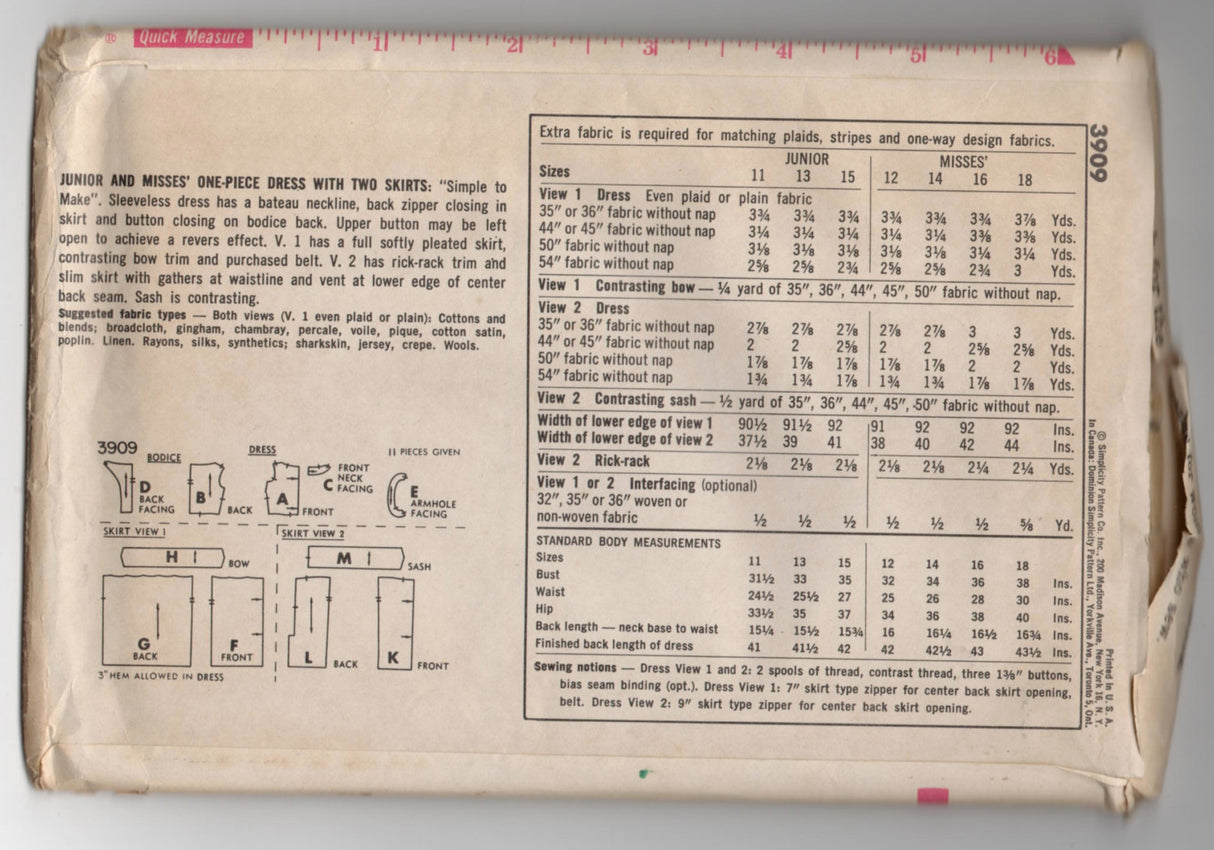 ® Quick Measure 1 2 3 4 5 6
JUNIOR AND MISSES' ONE-PIECE DRESS WITH TWO SKIRTS: "Simple to
Make". Sleeveless dress has a bateau neckline, back zipper closing in
skirt and button closing on bodice back. Upper button may be left
open to achieve a revers effect. V. 1 has a full softly pleated skirt,
contrasting bow trim and purchased belt. V. 2 has rick-rack trim and
slim skirt with gathers at waistline and vent at lower edge of center
back seam. Sash is contrasting.
Suggested fabric types — Both views (V. 1 even plaid or plain): Cottons and
blends; broadcloth, gingham, chambray, percale, voile, pique, cotton satin,
poplin. Linen. Rayons, silks, synthetics; sharkskin, jersey, crepe. Wools.
3909 BODICE DRESS 11 PIECES GIVEN
D BACK FACING
B BACK
A FRONT
C FRONT NECK FACING
E ARMHOLE FACING
SKIRT VIEW 1
H BOW
G BACK
F FRONT
3" HEM ALLOWED IN DRESS
SKIRT VIEW 2
M SASH
L BACK
K FRONT
Extra fabric is required for matching plaids, stripes and one-way design fabrics.
JUNIOR MISSES'
Sizes 11 13 15 12 14 16 18
View 1 Dress Even plaid or plain fabric
35" or 36" fabric without nap 3¾ 3¾ 3¾ 3¾ 3¾ 3¾ 3⅞ Yds.
44" or 45" fabric without nap 3¼ 3¼ 3¼ 3¼ 3¼ 3⅜ 3⅜ Yds.
50" fabric without nap 3⅛ 3⅛ 3⅛ 3⅛ 3⅛ 3¼ 3¼ Yds.
54" fabric without nap 2⅝ 2⅝ 2¾ 2⅝ 2⅝ 2¾ 3 Yds.
View 1 Contrasting bow — ¼ yard of 35", 36", 44", 45", 50" fabric without nap.
View 2 Dress
35" or 36" fabric without nap 2⅞ 2⅞ 2⅞ 2⅞ 2⅞ 3 3 Yds.
44" or 45" fabric without nap 2 2 2⅝ 2 2 2⅝ 2⅝ Yds.
50" fabric without nap 1⅞ 1⅞ 1⅞ 1⅞ 1⅞ 2 2 Yds.
54" fabric without nap 1¾ 1¾ 1⅞ 1¾ 1¾ 1⅞ 1⅞ Yds.
View 2 Contrasting sash — ½ yard of 35", 36", 44", 45", 50" fabric without nap.
Width of lower edge of view 1 90½ 91½ 92 91 92 92 92 Ins.
Width of lower edge of view 2 37½ 39 41 38 40 42 44 Ins.
View 2 Rick-rack 2⅛ 2⅛ 2⅛ 2⅛ 2⅛ 2¼ 2¼ Yds.
View 1 or 2 Interfacing (optional)
32", 35" or 36" woven or
non-woven fabric ½ ½ ½ ½ ½ ½ ⅝ Yd.
STANDARD BODY MEASUREMENTS
Sizes 11 13 15 12 14 16 18
Bust 31½ 33 35 32 34 36 38 Ins.
Waist 24½ 25½ 27 25 26 28 30 Ins.
Hip 33½ 35 37 34 36 38 40 Ins.
Back length — neck base to waist 15¼ 15½ 15¾ 16 16¼ 16½ 16¾ Ins.
Finished back length of dress 41 41½ 42 42 42½ 43 43½ Ins.
Sewing notions — Dress View 1 and 2: 2 spools of thread, contrast thread, three 1⅜" buttons,
bias seam binding (opt.). Dress View 1: 7" skirt type zipper for center back skirt opening,
belt. Dress View 2: 9" skirt type zipper for center back skirt opening.
3909
Printed in U. S. A.
© Simplicity Pattern Co. Inc., 200 Madison Avenue, New York 16, N. Y.
In Canada: Dominion Simplicity Pattern Ltd., Yorkville Ave., Toronto 5, Ont.